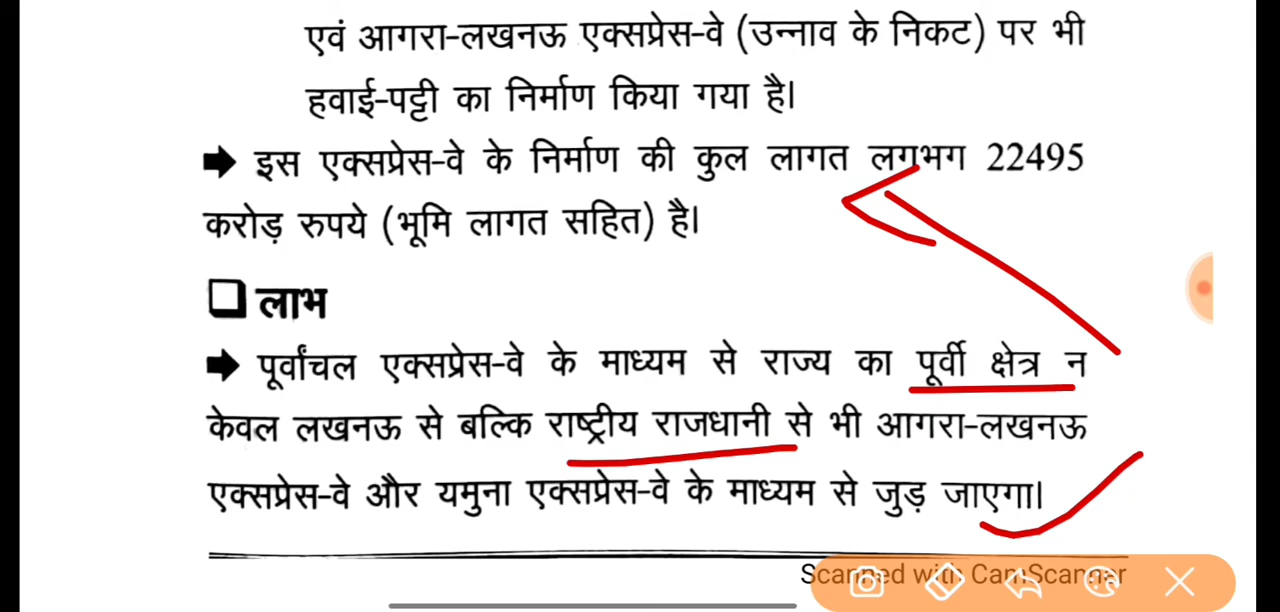 एवं आगरा-लखनऊ एक्सप्रेस-वे (उन्नाव के निकट) पर भी
हवाई-पट्टी का निर्माण किया गया है।
इस एक्सप्रेस-वे के निर्माण की कुल लागत लगभग 22495
करोड़ रुपये (भूमि लागत सहित) है।
लाभ
पूर्वांचल एक्सप्रेस-वे के माध्यम से राज्य का पूर्वी क्षेत्र न
केवल लखनऊ से बल्कि राष्ट्रीय राजधानी से भी आगरा-लखनऊ
एक्सप्रेस-वे और यमुना एक्सप्रेस-वे के माध्यम से जुड़ जाएगा।
Scanned with CamScanner